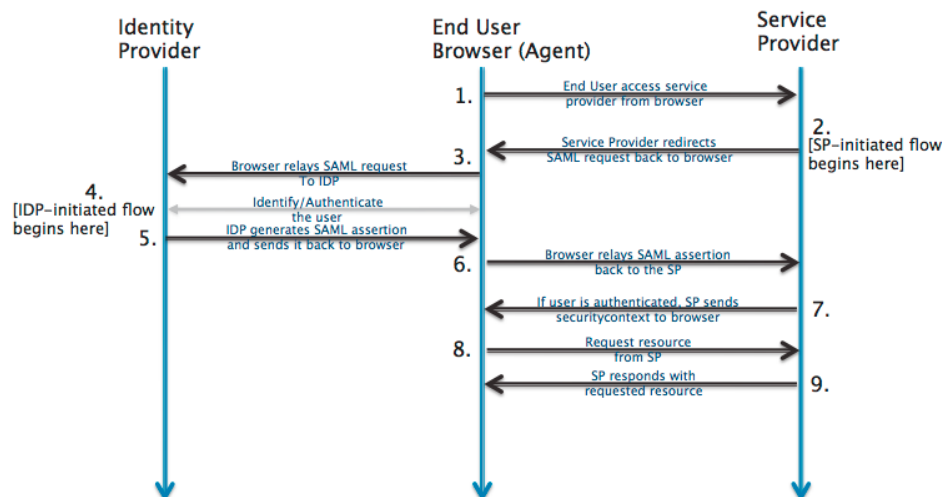 Identity
Provider
End User
Browser (Agent)
Service
Provider
1.
End User access service
provider from browser
2.
[SP-initiated flow
begins here]
3.
Service Provider redirects
SAML request back to browser
Browser relays SAML request
To IDP
4.
[IDP-initiated flow
begins here]
Identify/Authenticate
the user
5.
IDP generates SAML assertion
and sends it back to browser
6.
Browser relays SAML assertion
back to the SP
If user is authenticated, SP sends
securitycontext to browser
7.
8.
Request resource
from SP
SP responds with
requested resource
9.